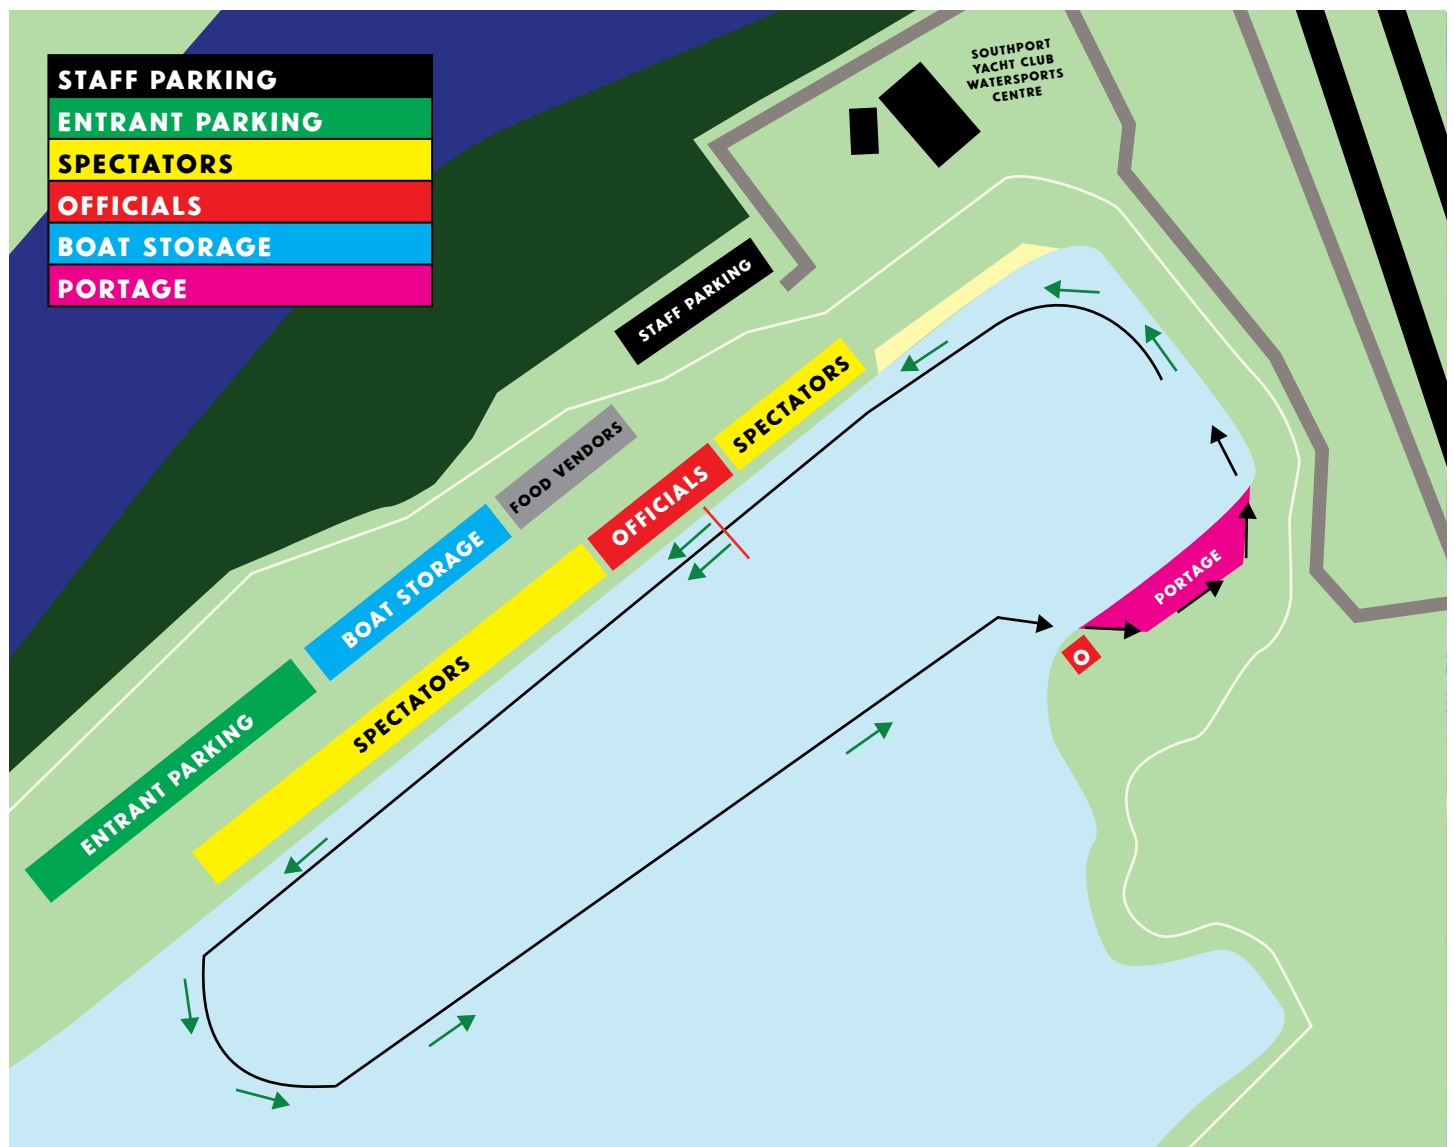 STAFF PARKING
ENTRANT PARKING
SPECTATORS
OFFICIALS
BOAT STORAGE
PORTAGE
SOUTHPORT
YACHT CLUB
WATERSPORTS
CENTRE
STAFF PARKING
SPECTATORS
FOOD VENDORS
OFFICIALS
BOAT STORAGE
PORTAGE
O
SPECTATORS
ENTRANT PARKING